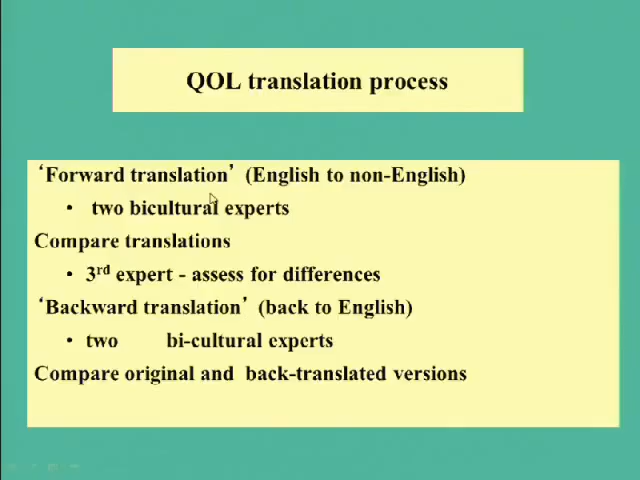 QOL translation process
‘Forward translation’ (English to non-English)
• two bicultural experts
Compare translations
• 3rd expert - assess for differences
‘Backward translation’ (back to English)
• two bi-cultural experts
Compare original and back-translated versions